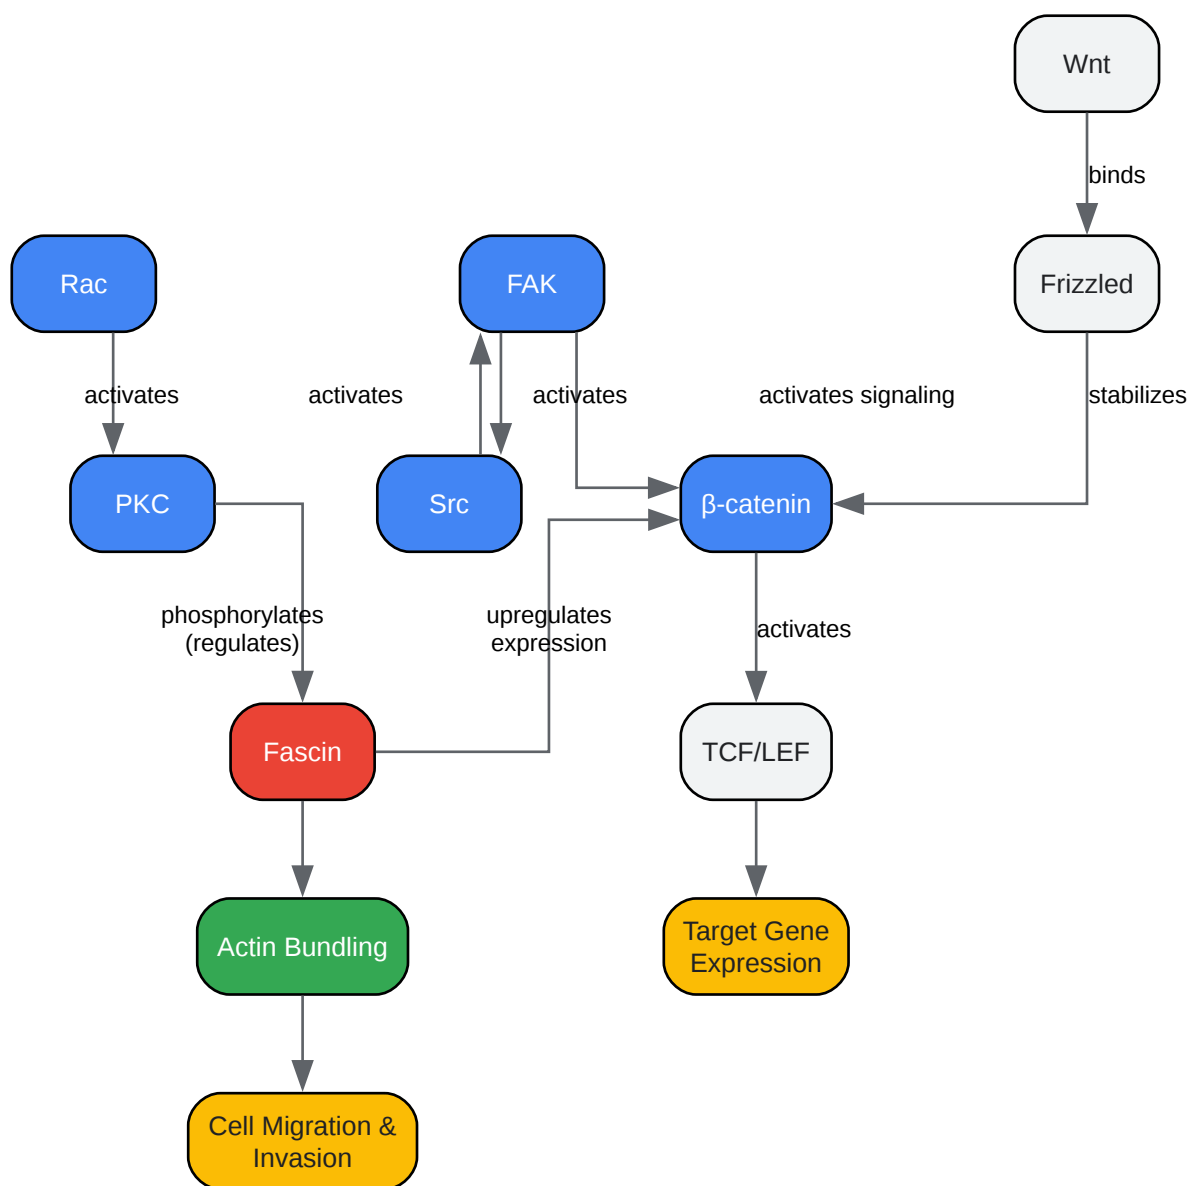 Wnt
binds
Rac
FAK
Frizzled
activates
activates
activates
activates signaling
stabilizes
PKC
Src
β-catenin
phosphorylates
(regulates)
upregulates
expression
activates
Fascin
TCF/LEF
Actin Bundling
Target Gene
Expression
Cell Migration &
Invasion